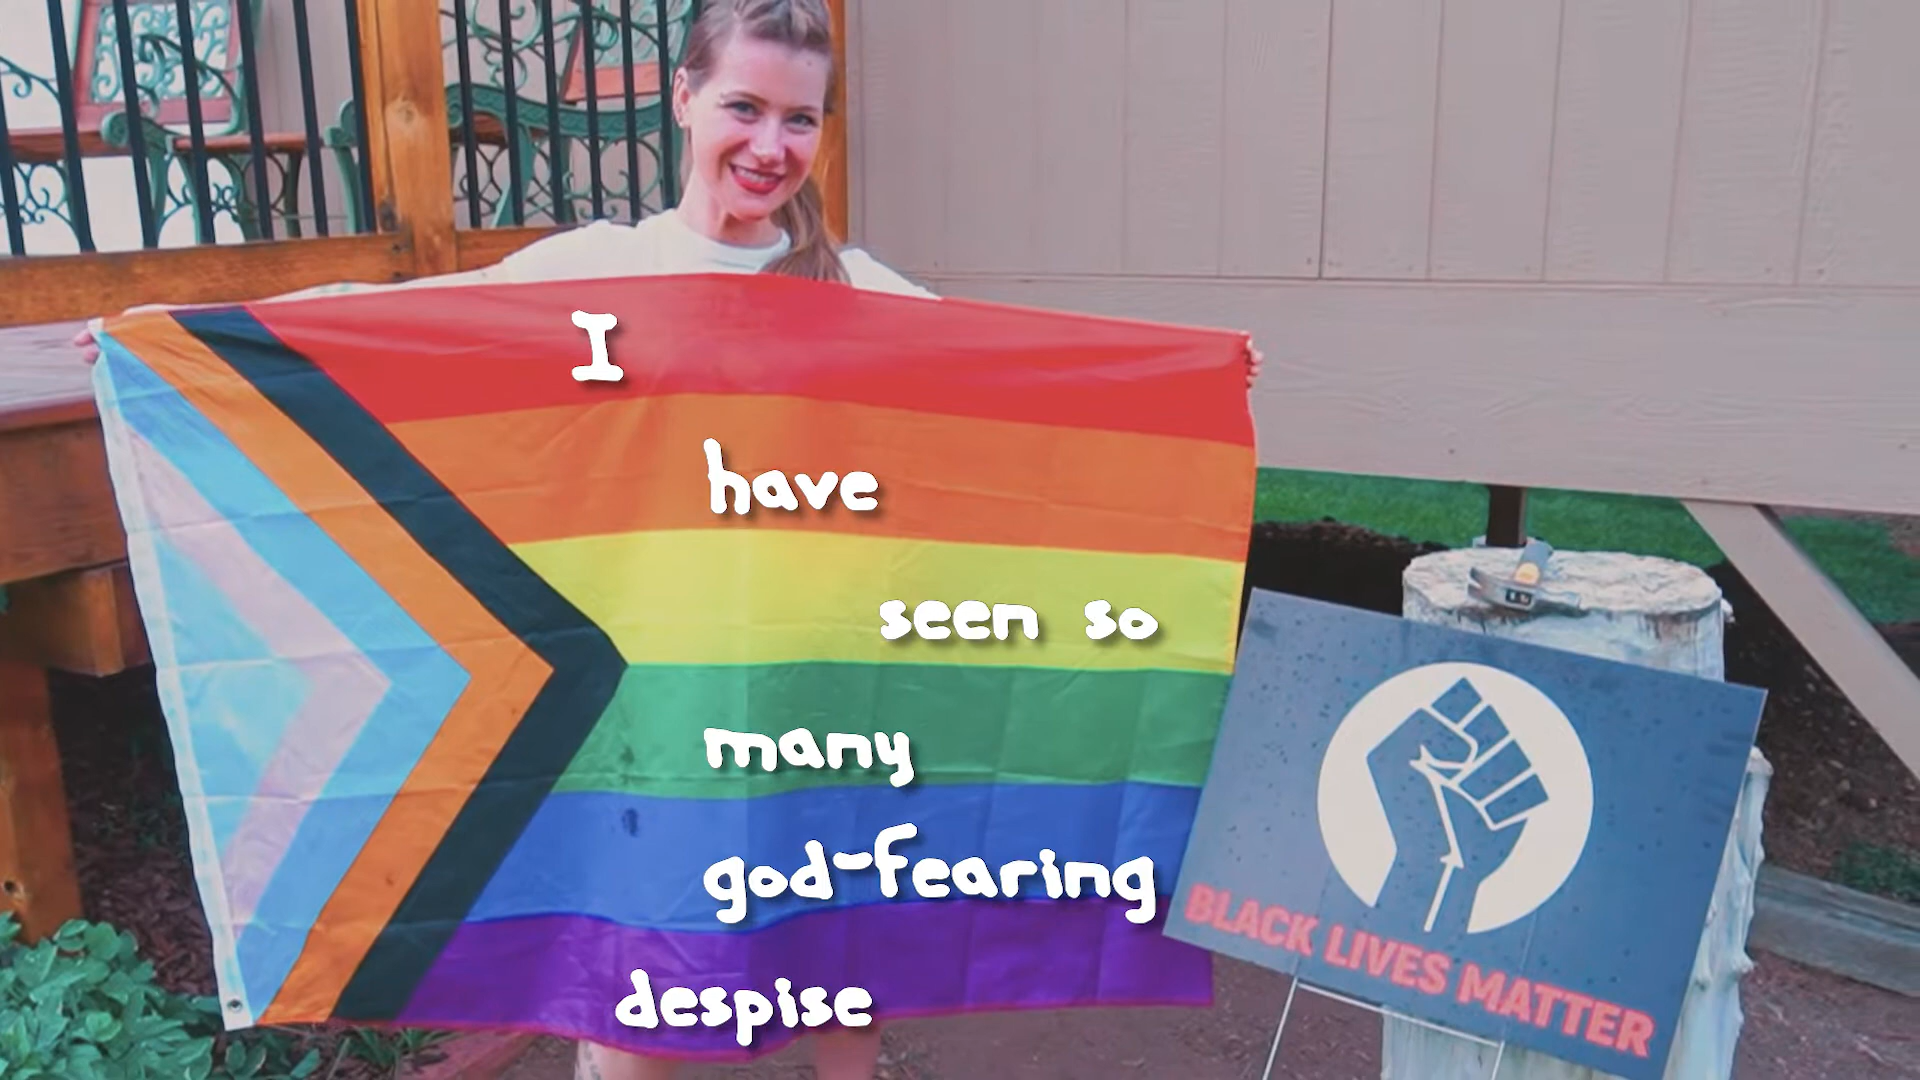 I
have
seen so
many
god-fearing
despise
BLACK LIVES MATTER